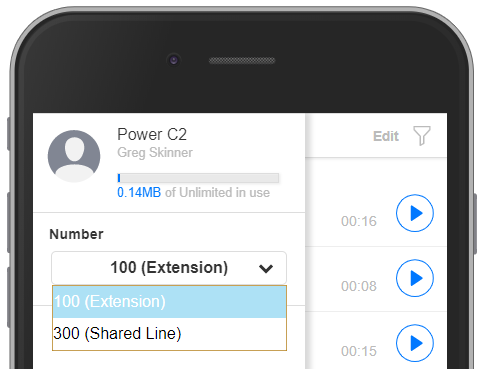 Power C2
Greg Skinner
0.14MB of Unlimited in use
Edit
Number
100 (Extension)
100 (Extension)
300 (Shared Line)
00:16
00:08
00:15